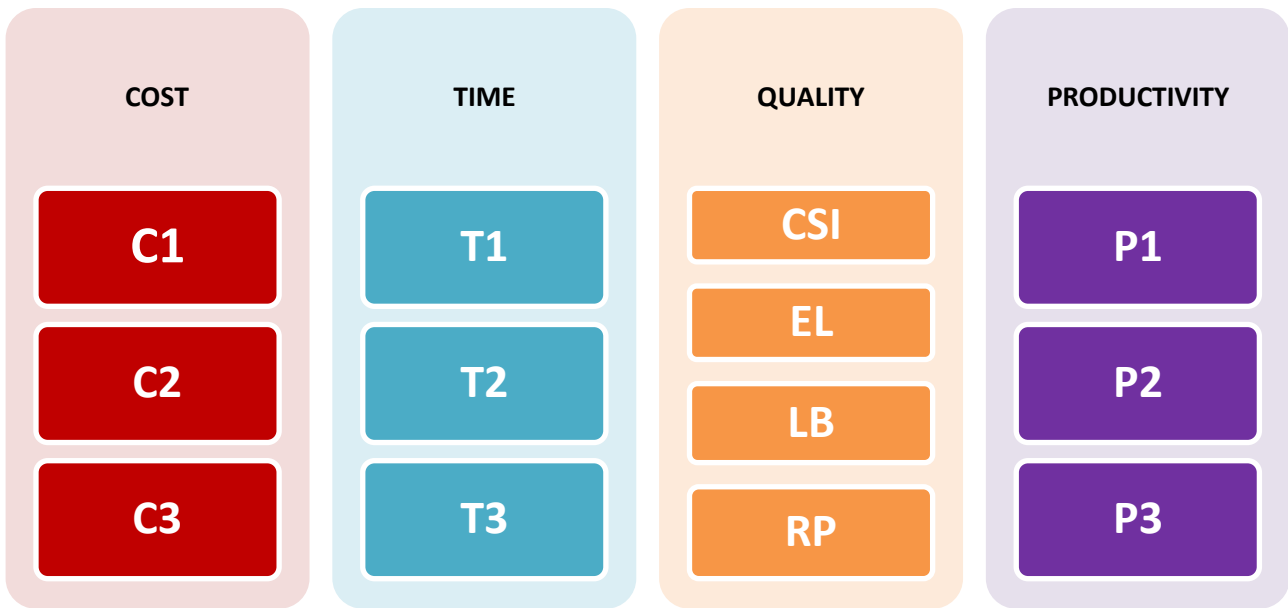 COST
C1
C2
C3
TIME
T1
T2
T3
QUALITY
CSI
EL
LB
RP
PRODUCTIVITY
P1
P2
P3